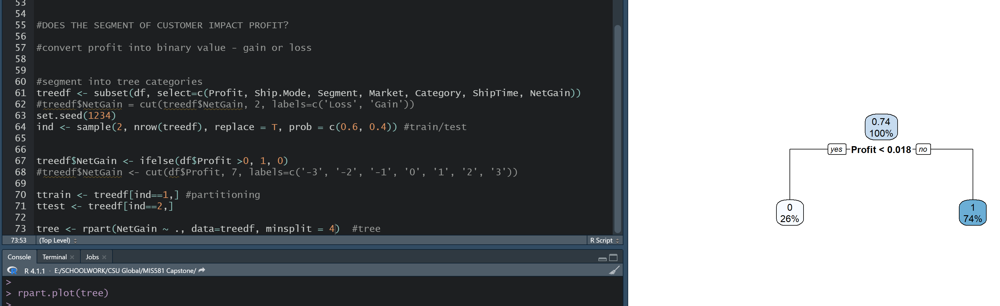 53
54
55 #DOES THE SEGMENT OF CUSTOMER IMPACT PROFIT?
56
57 #convert profit into binary value - gain or loss
58
59
60 #segment into tree categories
61 treedf <- subset(df, select=c(Profit, Ship.Mode, Segment, Market, Category, ShipTime, NetGain))
62 #treedf$NetGain = cut(treedf$NetGain, 2, labels=c('Loss', 'Gain'))
63 set.seed(1234)
64 ind <- sample(2, nrow(treedf), replace = T, prob = c(0.6, 0.4)) #train/test
65
66
67 treedf$NetGain <- ifelse(df$Profit >0, 1, 0)
68 #treedf$NetGain <- cut(df$Profit, 7, labels=c('-3', '-2', '-1', '0', '1', '2', '3'))
69
70 ttrain <- treedf[ind==1,] #partitioning
71 ttest <- treedf[ind==2,]
72
73 tree <- rpart(NetGain ~ ., data=treedf, minsplit = 4) #tree
73:53 (Top Level) R Script
Console Terminal Jobs
R 4.1.1 · E:/SCHOOLWORK/CSU Global/MIS581 Capstone/
>
> rpart.plot(tree)
>
0.74
100%
yes Profit < 0.018 no
0
26%
1
74%